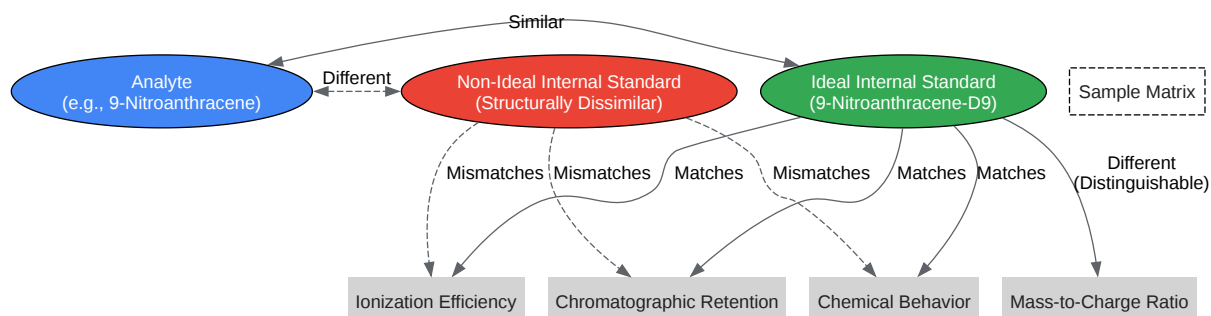 Similar
Analyte
(e.g., 9-Nitroanthracene)
Different
Non-Ideal Internal Standard
(Structurally Dissimilar)
Ideal Internal Standard
(9-Nitroanthracene-D9)
Sample Matrix
Mismatches
Mismatches
Matches
Mismatches
Matches
Matches
Different
(Distinguishable)
Ionization Efficiency
Chromatographic Retention
Chemical Behavior
Mass-to-Charge Ratio